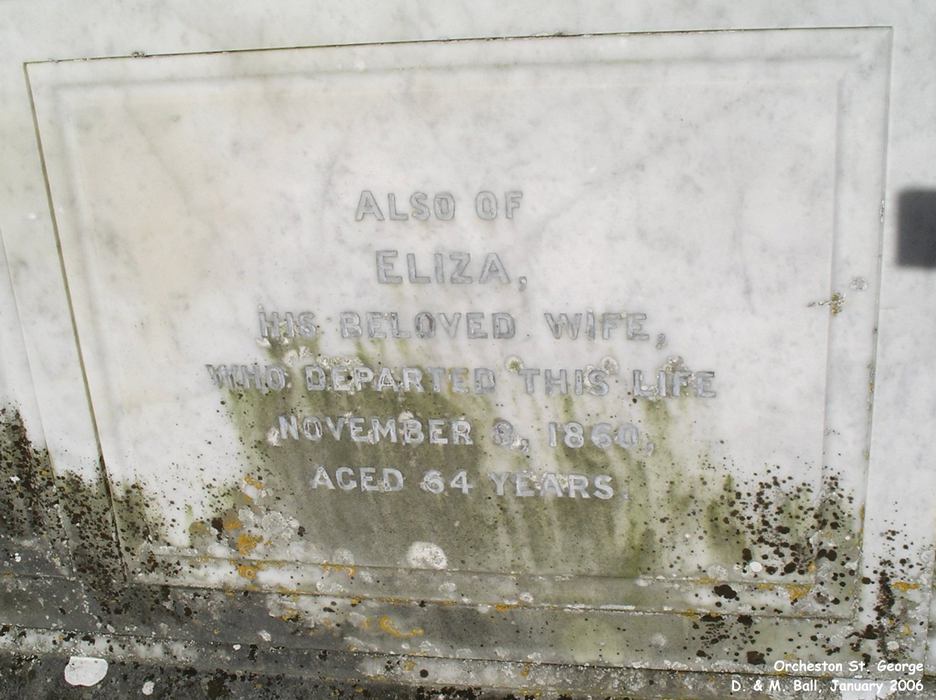 ALSO OF
ELIZA,
HIS BELOVED WIFE,
WHO DEPARTED THIS LIFE
NOVEMBER 1860,
AGED 64 YEARS.
Orcheston St. George
D. & M. Ball, January 2006